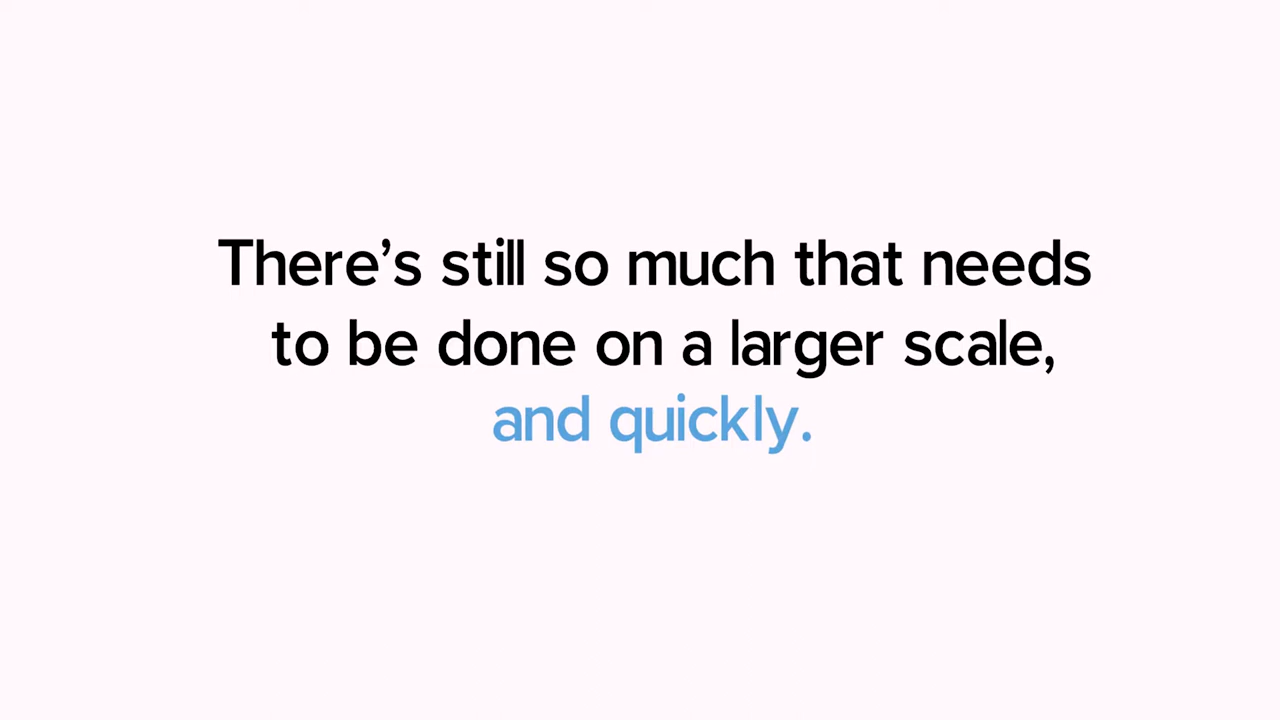 There’s still so much that needs
to be done on a larger scale,
and quickly.